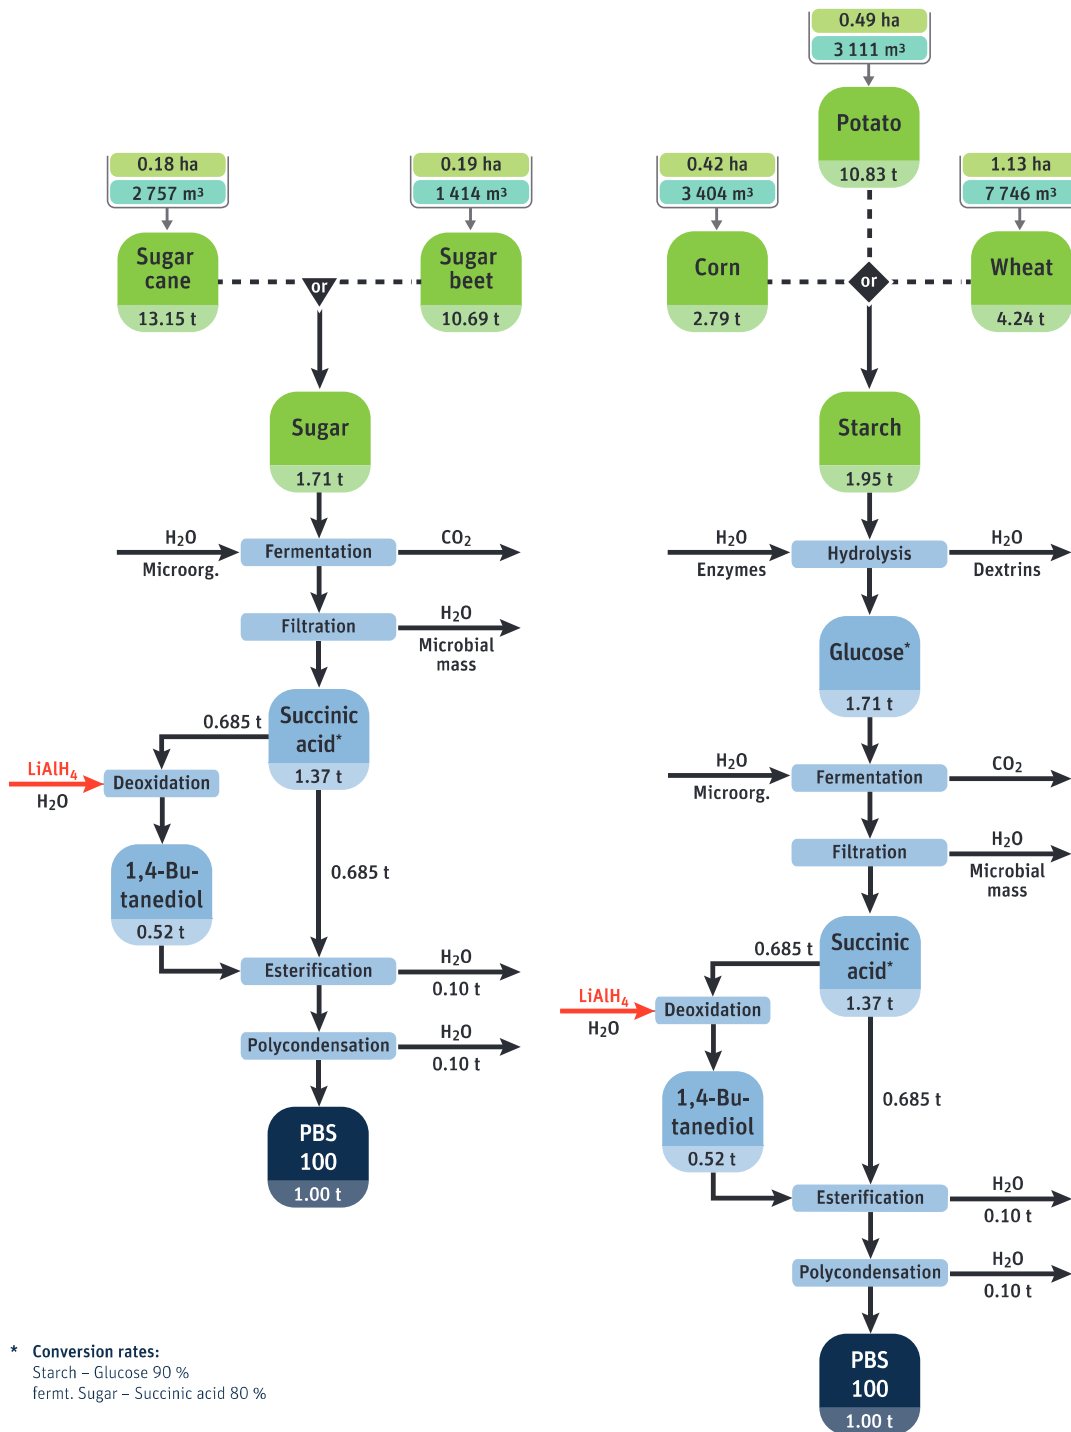 0.49 ha
3 111 m³
Potato
10.83 t
0.18 ha
2 757 m³
Sugar
cane
13.15 t
or
0.19 ha
1 414 m³
Sugar
beet
10.69 t
0.42 ha
3 404 m³
Corn
2.79 t
or
1.13 ha
7 746 m³
Wheat
4.24 t
Sugar
1.71 t
H₂O
Microorg.
Fermentation
CO₂
Filtration
H₂O
Microbial
mass
Succinic
acid*
1.37 t
0.685 t
LiAlH₄
H₂O
Deoxidation
1,4-Bu-
tanediol
0.52 t
0.685 t
Esterification
H₂O
0.10 t
Polycondensation
H₂O
0.10 t
PBS
100
1.00 t
Starch
1.95 t
H₂O
Enzymes
Hydrolysis
H₂O
Dextrins
Glucose*
1.71 t
H₂O
Microorg.
Fermentation
CO₂
Filtration
H₂O
Microbial
mass
Succinic
acid*
1.37 t
0.685 t
LiAlH₄
H₂O
Deoxidation
1,4-Bu-
tanediol
0.52 t
0.685 t
Esterification
H₂O
0.10 t
Polycondensation
H₂O
0.10 t
PBS
100
1.00 t
* Conversion rates:
Starch – Glucose 90 %
fermt. Sugar – Succinic acid 80 %